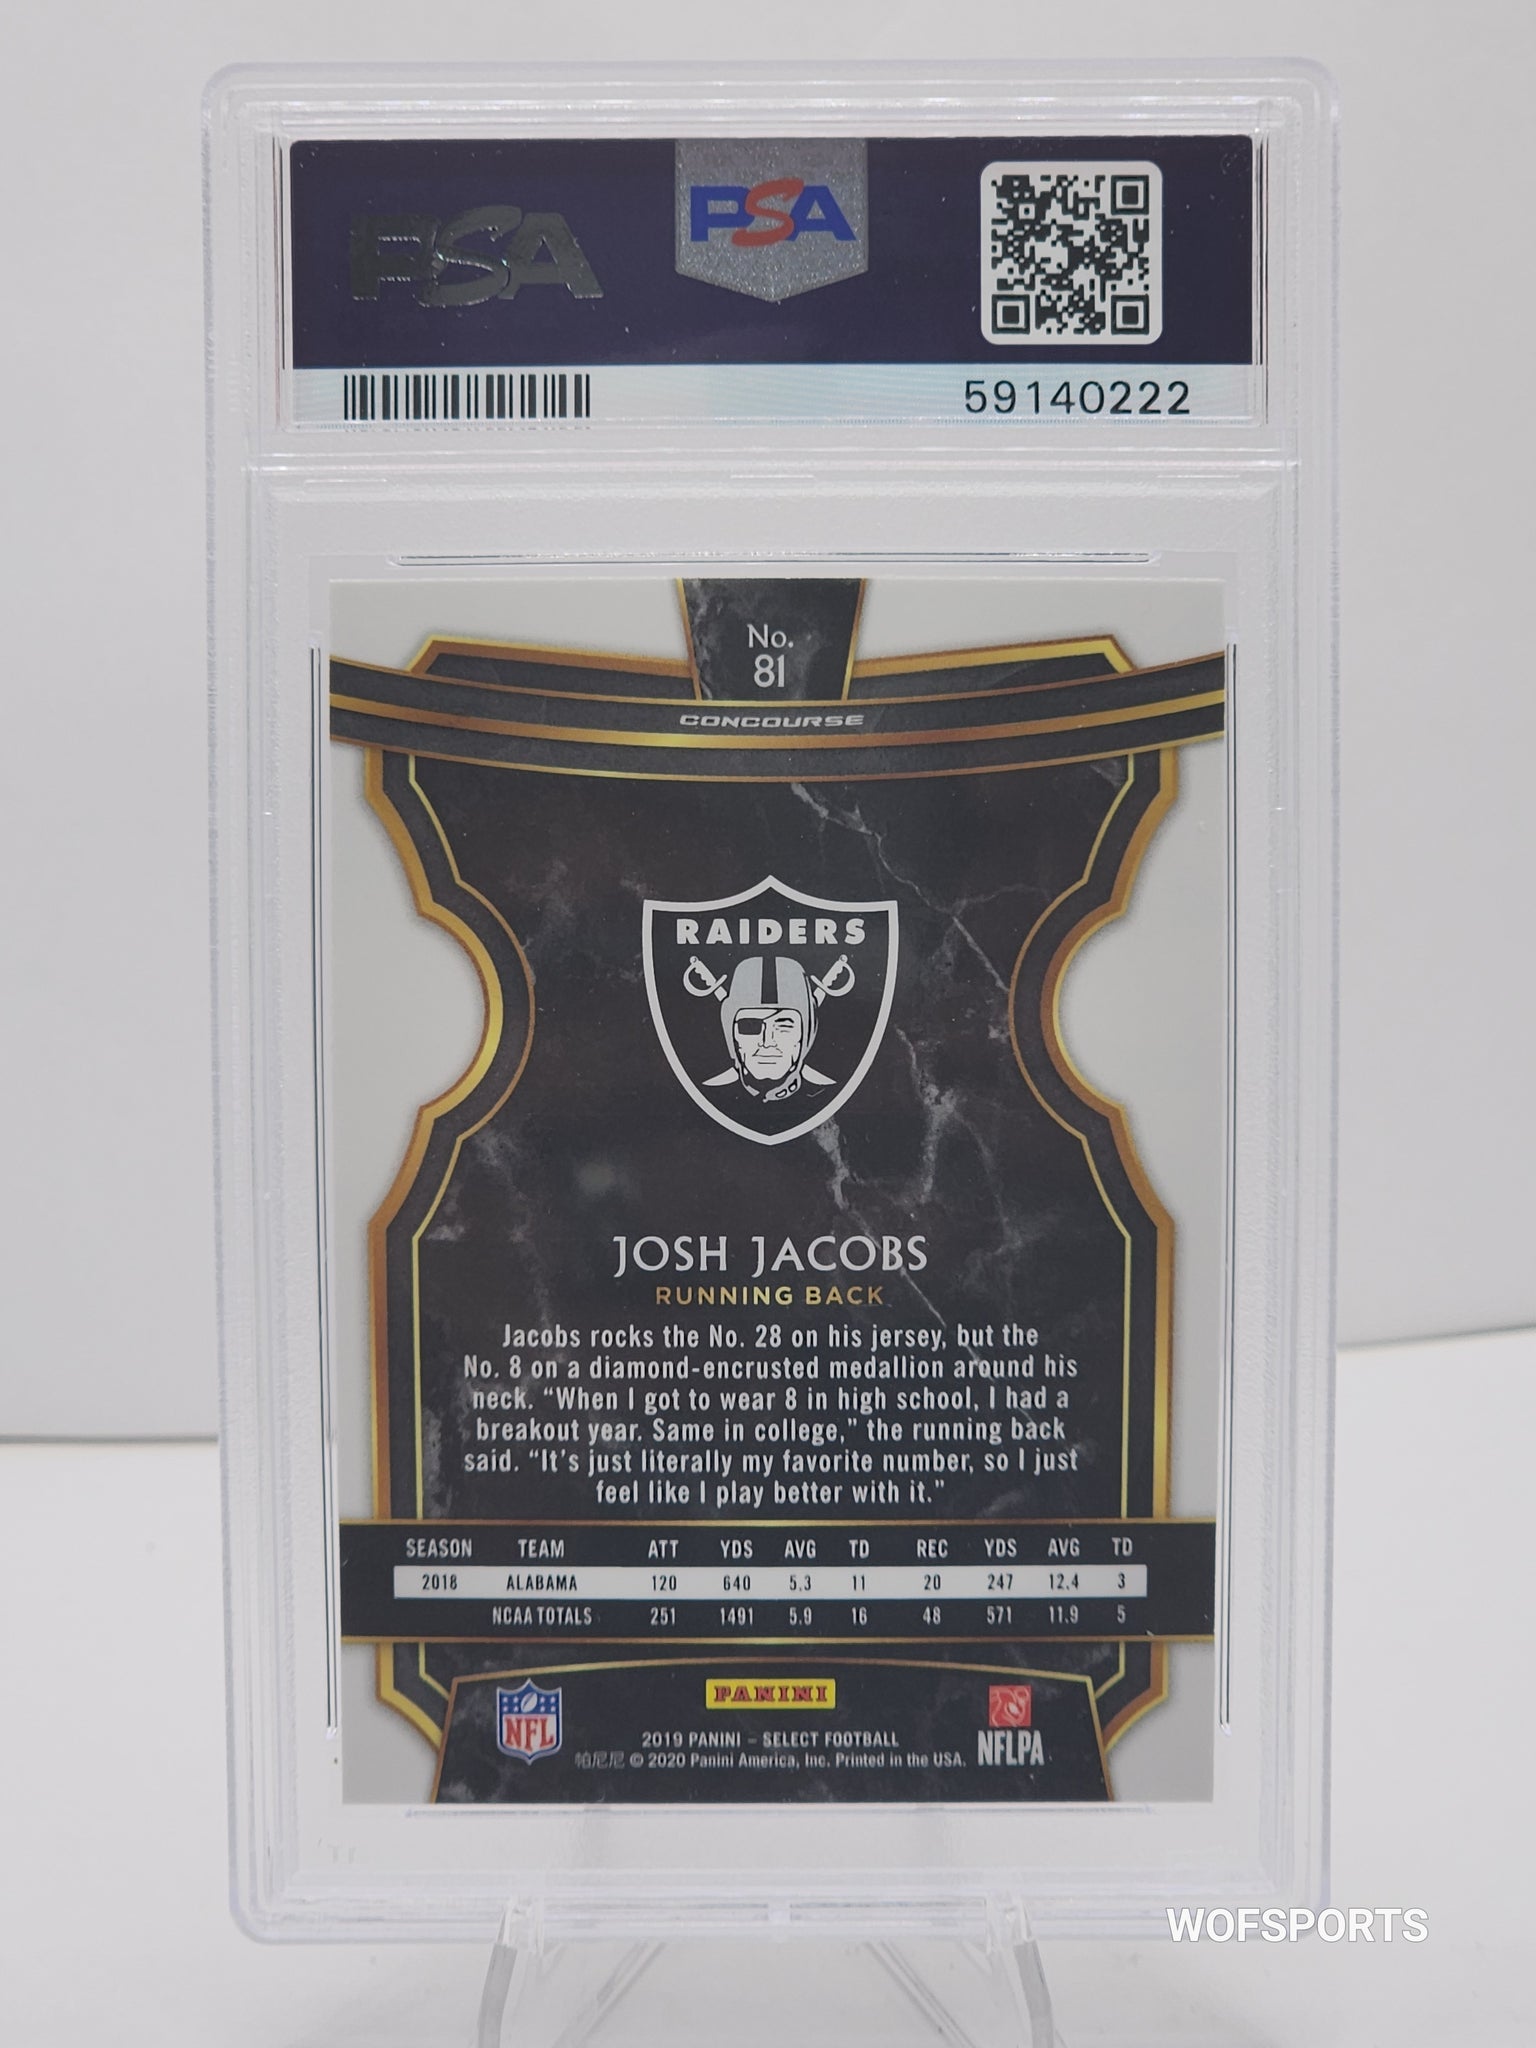 PSA
PSA
59140222
No.
81
CONCOURSE
RAIDERS
JOSH JACOBS
RUNNING BACK
Jacobs rocks the No. 28 on his jersey, but the
No. 8 on a diamond-encrusted medallion around his
neck. “When I got to wear 8 in high school, I had a
breakout year. Same in college,” the running back
said. “It’s just literally my favorite number, so I just
feel like I play better with it.”
SEASON TEAM ATT YDS AVG TD REC YDS AVG TD
2018 ALABAMA 120 640 5.3 11 20 247 12.4 3
NCAA TOTALS 251 1491 5.9 16 48 571 11.9 5
NFL
PANINI
2019 PANINI – SELECT FOOTBALL
帕尼尼 © 2020 Panini America, Inc. Printed in the USA.
NFLPA
WOFSPORTS